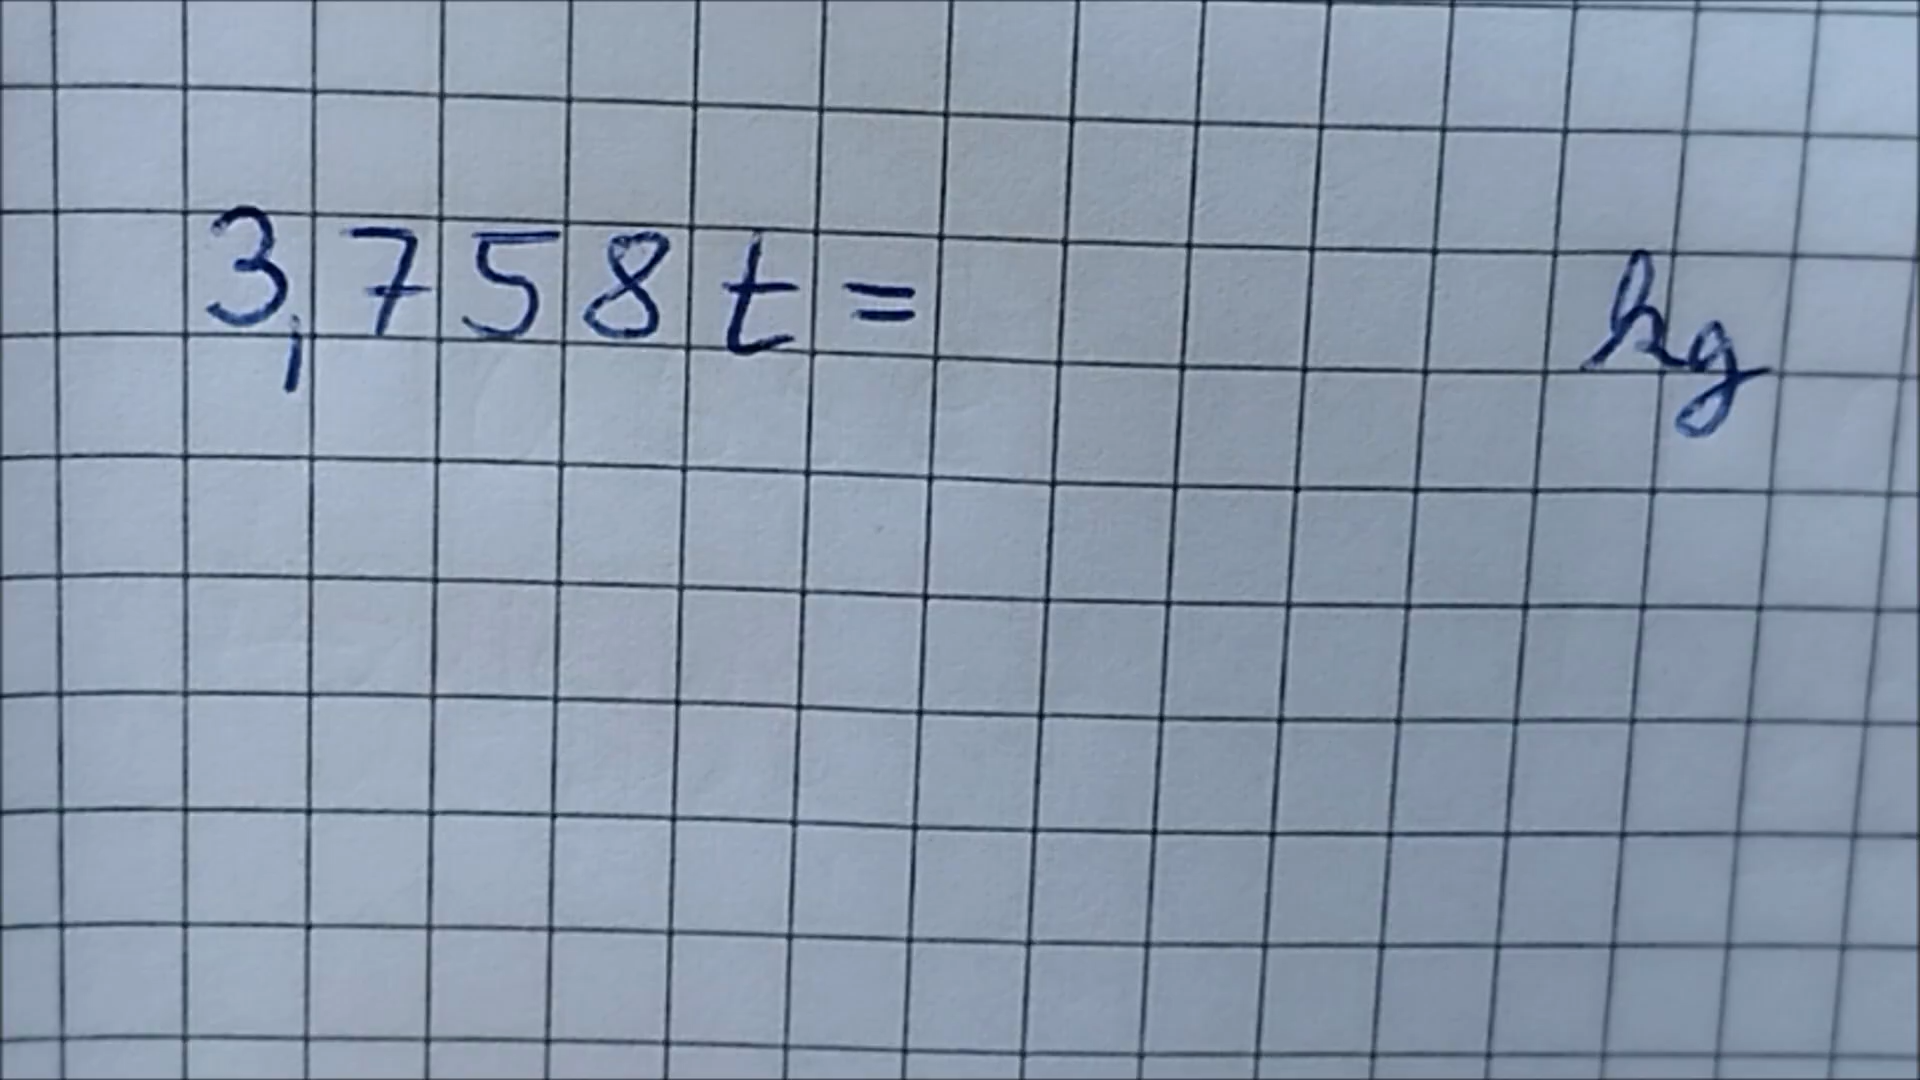 3,758 t = kg